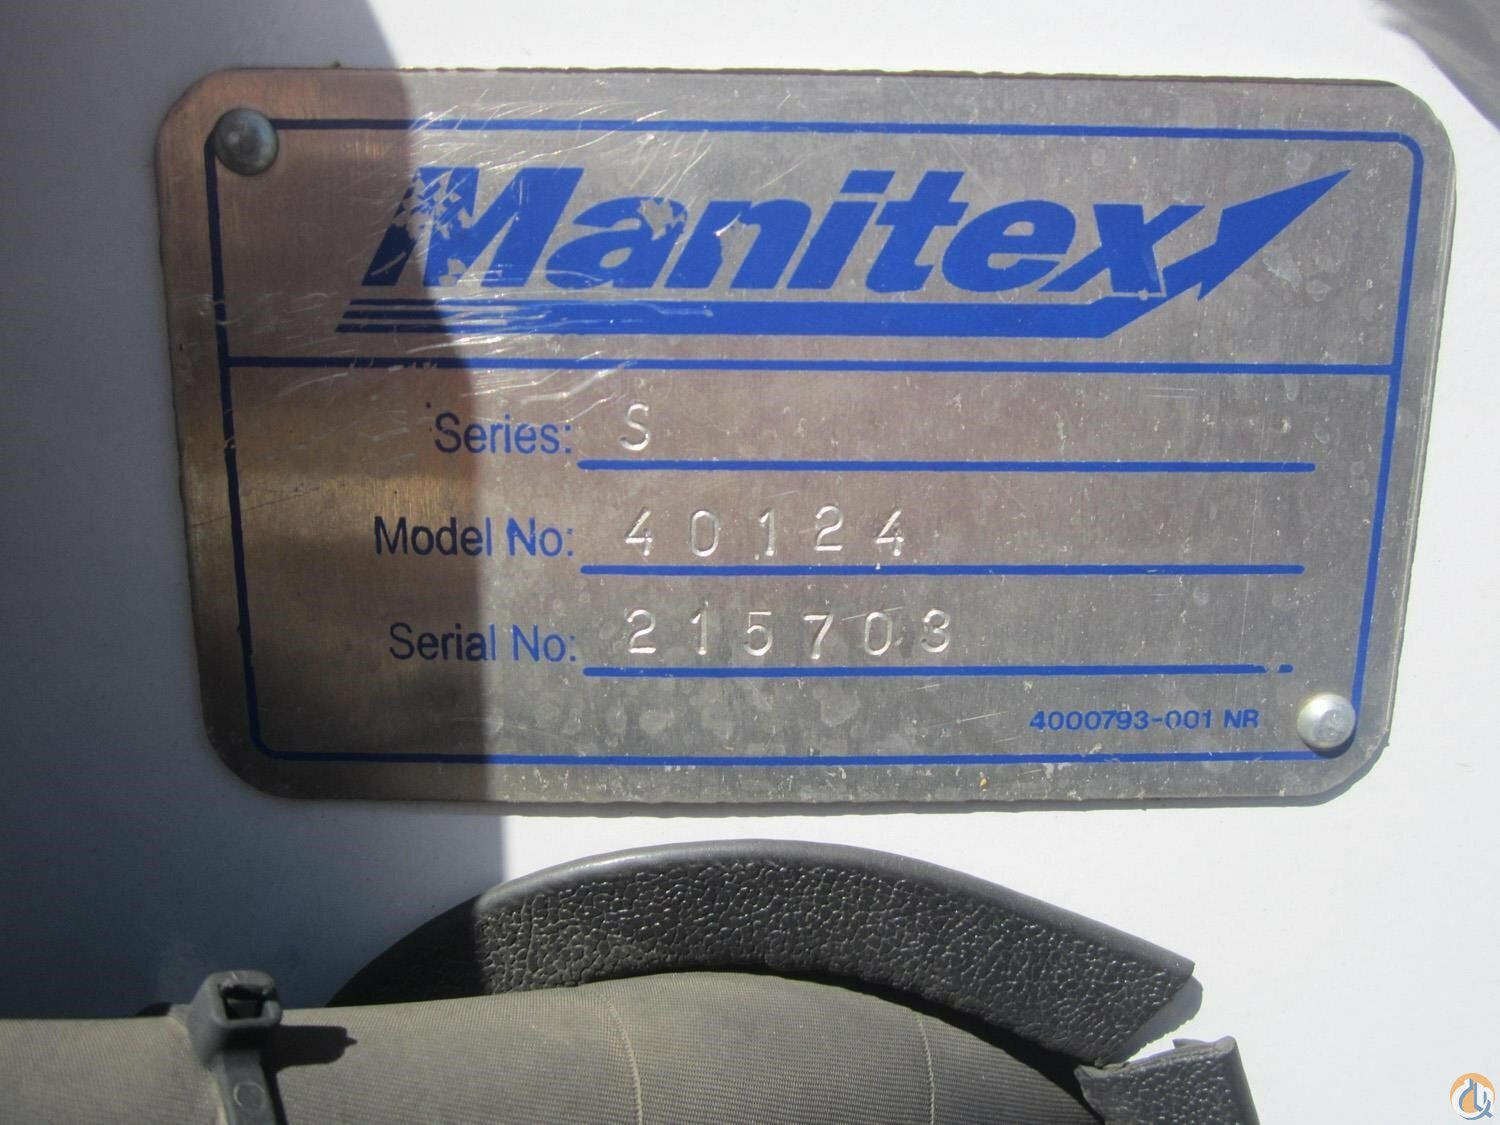 Manitex
Series: S
Model No: 40124
Serial No: 215703
4000793-001 NR